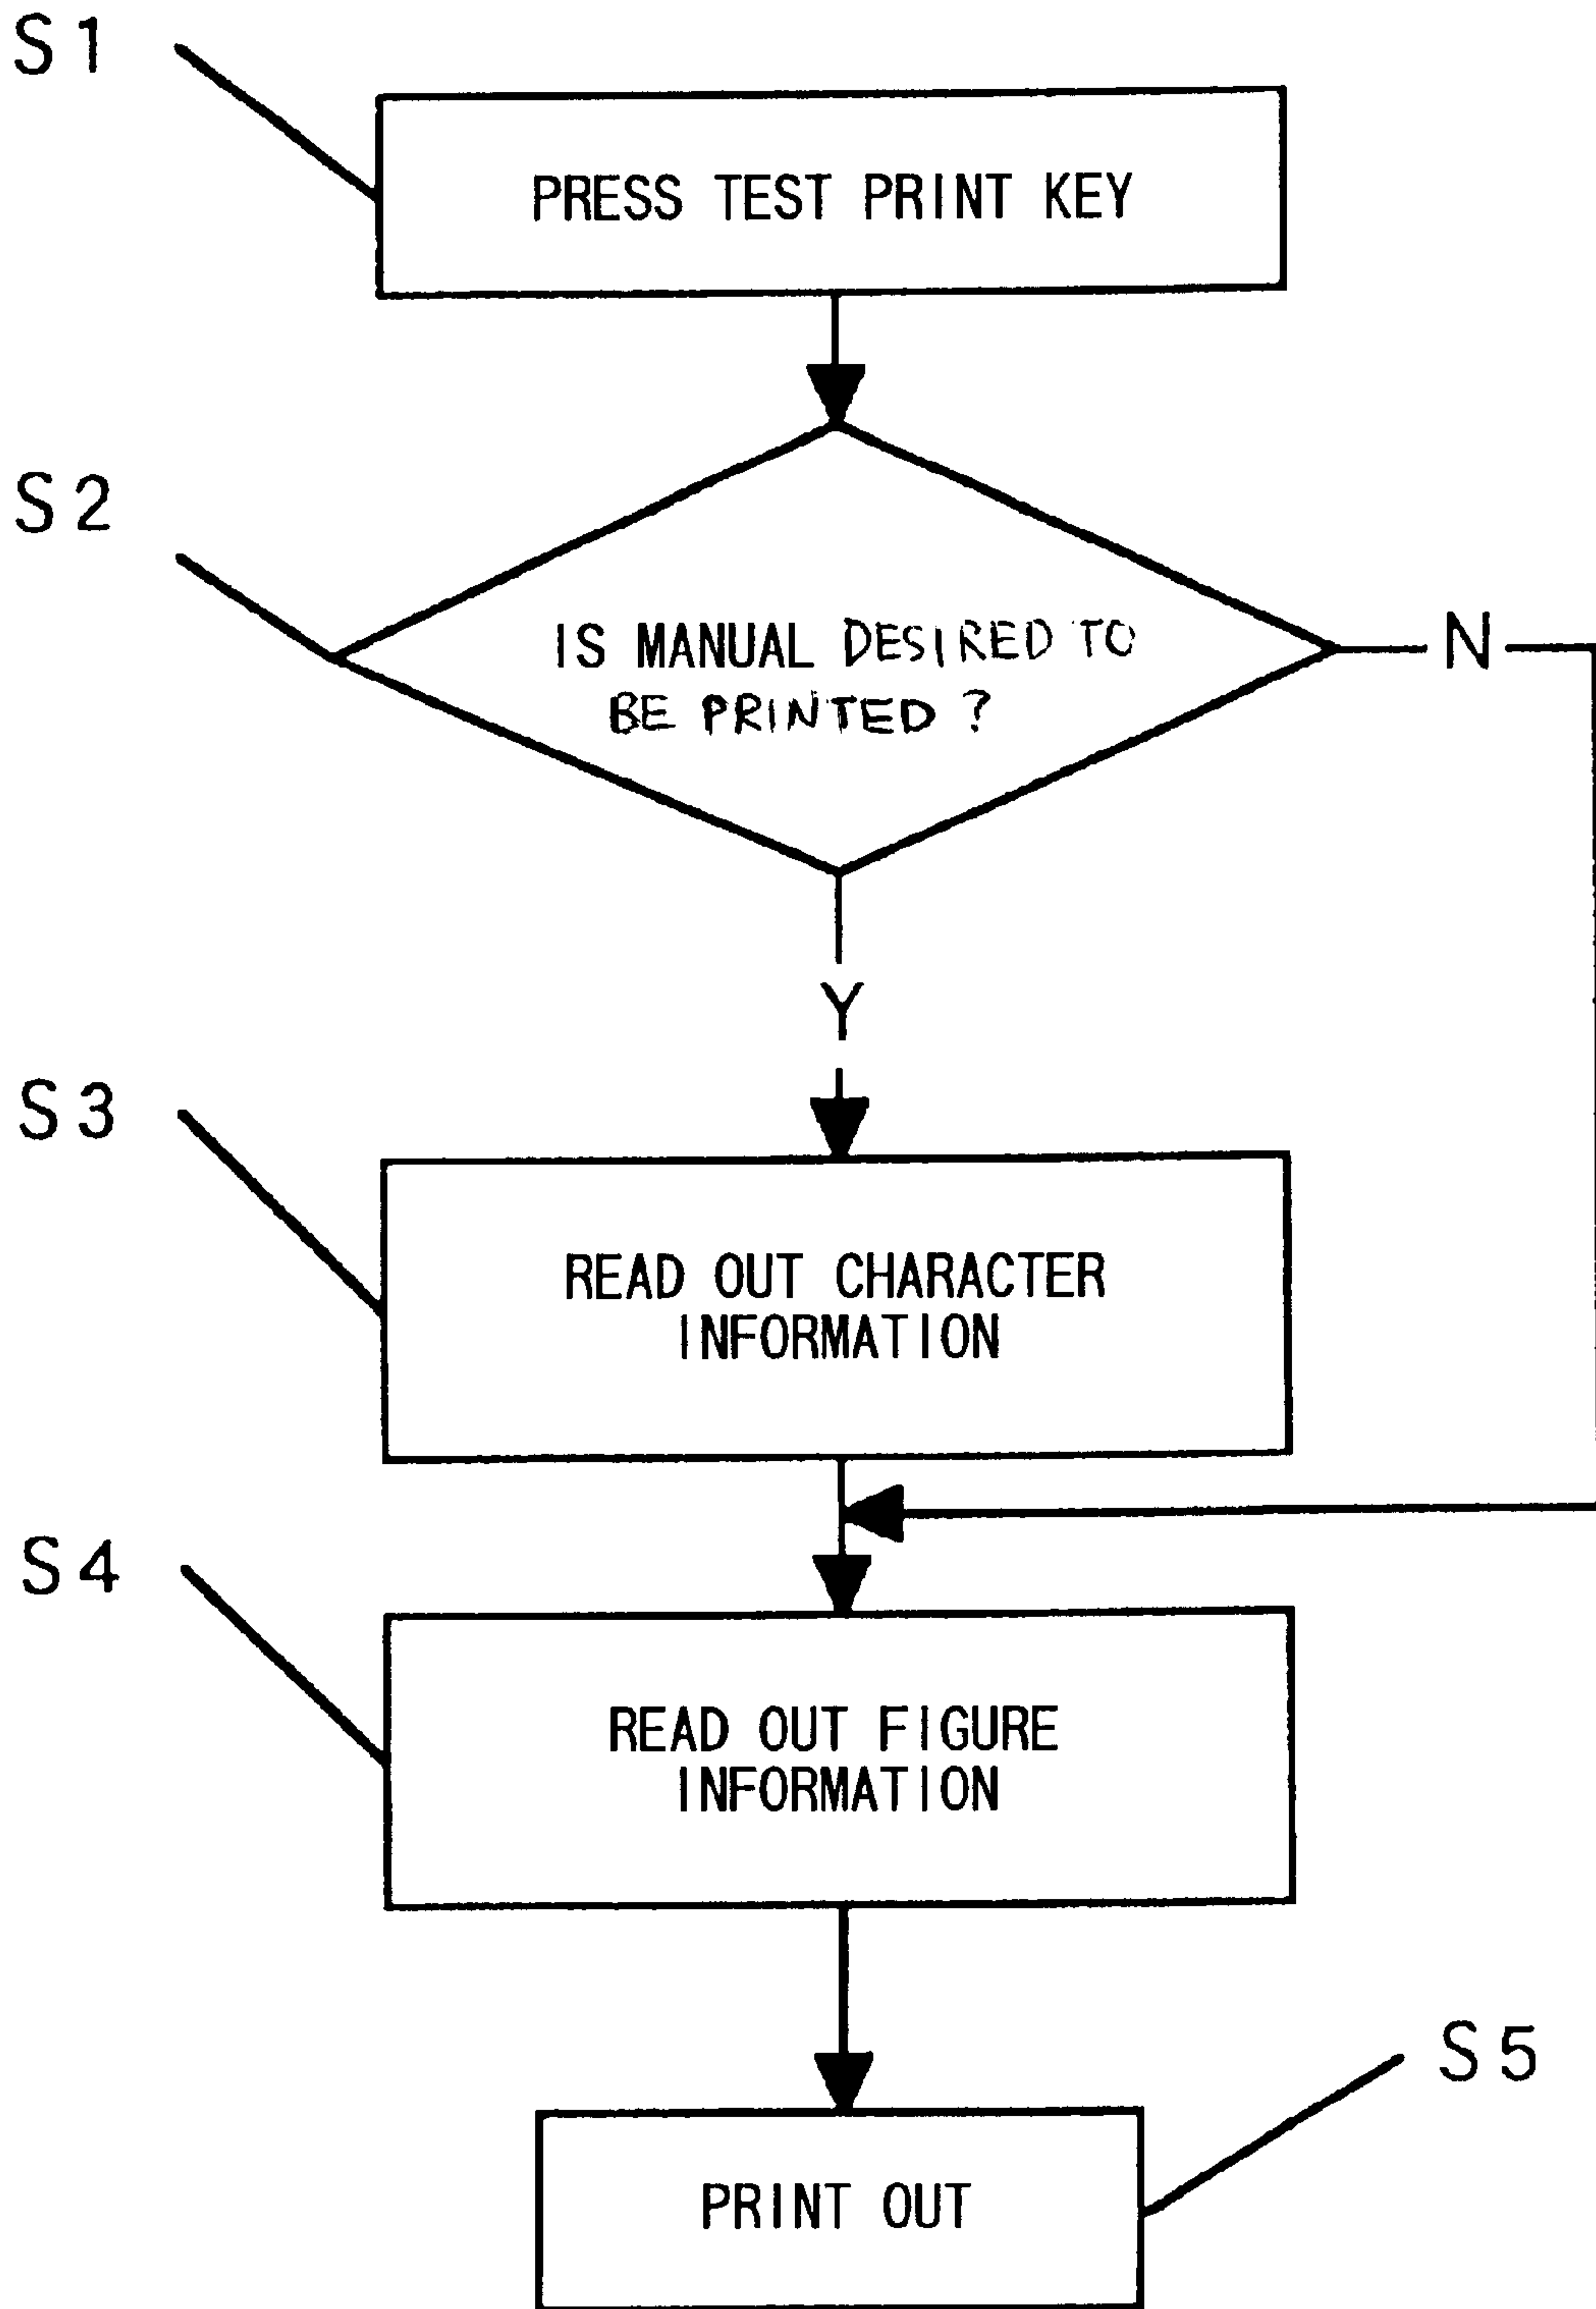 S1
PRESS TEST PRINT KEY
S2
IS MANUAL DESIRED TO
BE PRINTED ?
N
Y
S3
READ OUT CHARACTER
INFORMATION
S4
READ OUT FIGURE
INFORMATION
S5
PRINT OUT